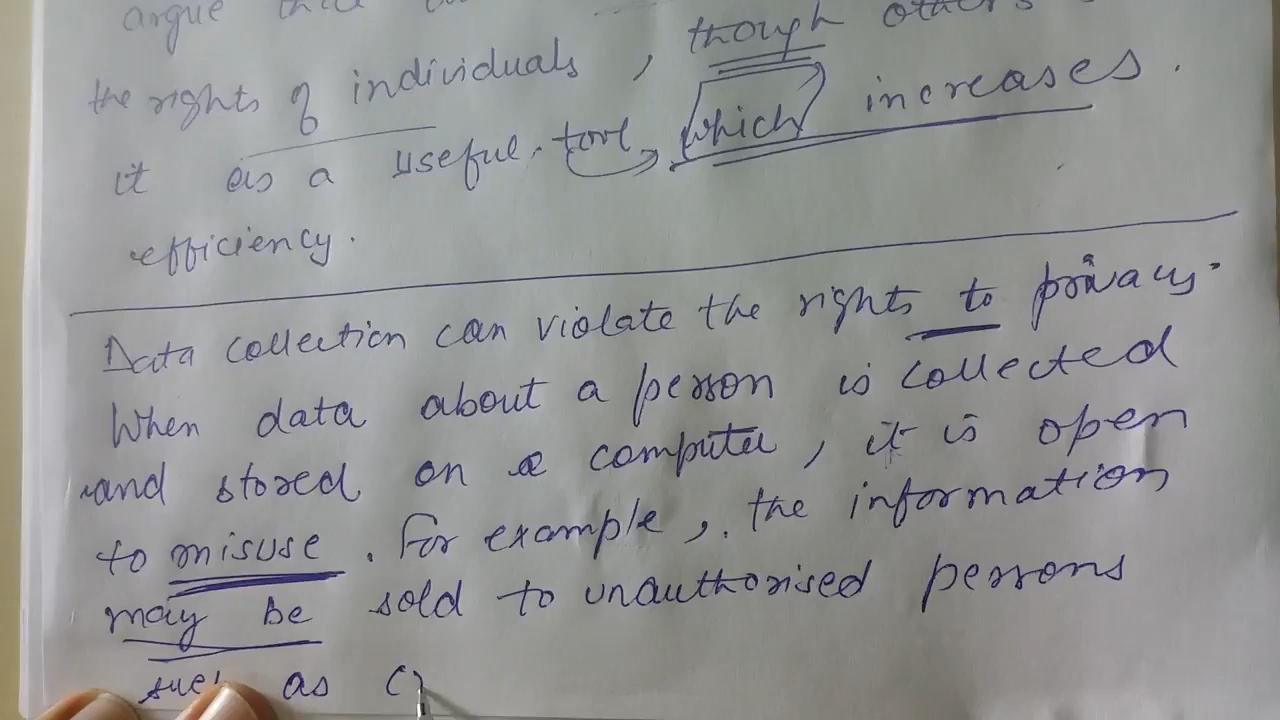 argue
the rights of individuals, though others
it as a useful tool, which increases.
efficiency.
Data collection can violate the rights to privacy.
When data about a person is collected
and stored on a computer, it is open
to misuse. For example, the information
may be sold to unauthorised persons
such as